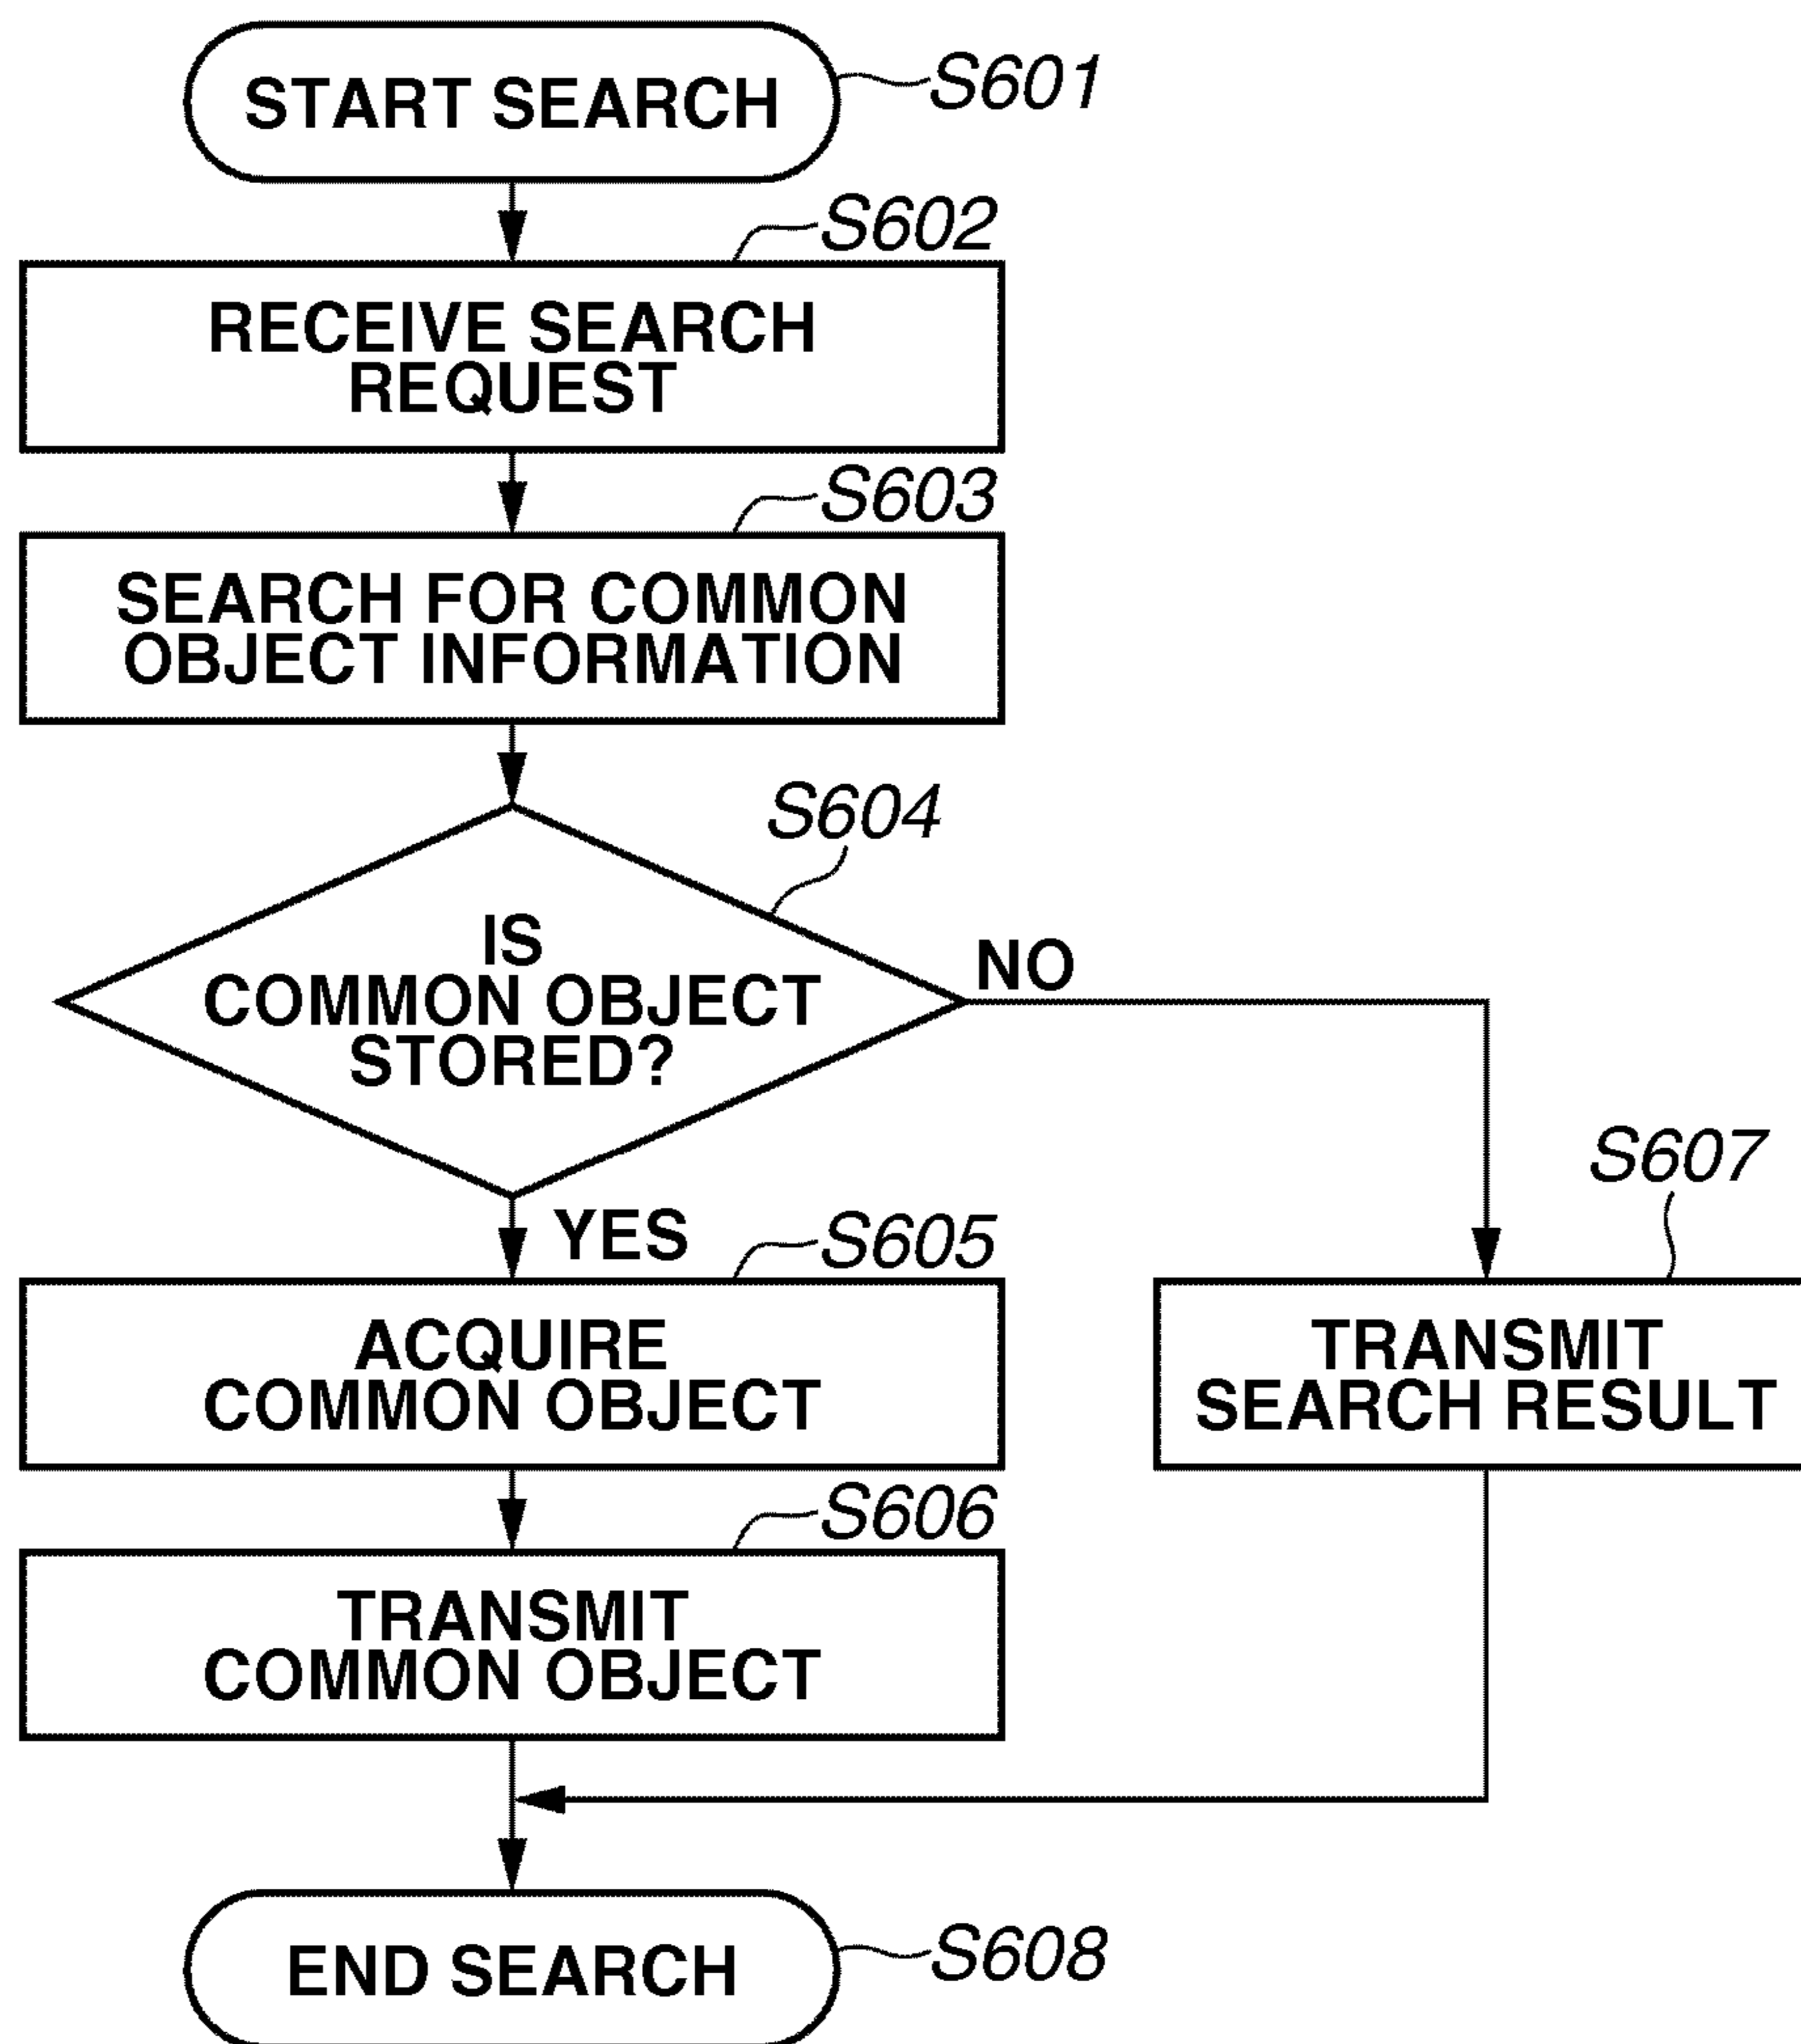 START SEARCH
S601
S602
RECEIVE SEARCH
REQUEST
S603
SEARCH FOR COMMON
OBJECT INFORMATION
S604
IS
COMMON OBJECT
STORED?
NO
YES
S605
ACQUIRE
COMMON OBJECT
S607
TRANSMIT
SEARCH RESULT
S606
TRANSMIT
COMMON OBJECT
END SEARCH
S608